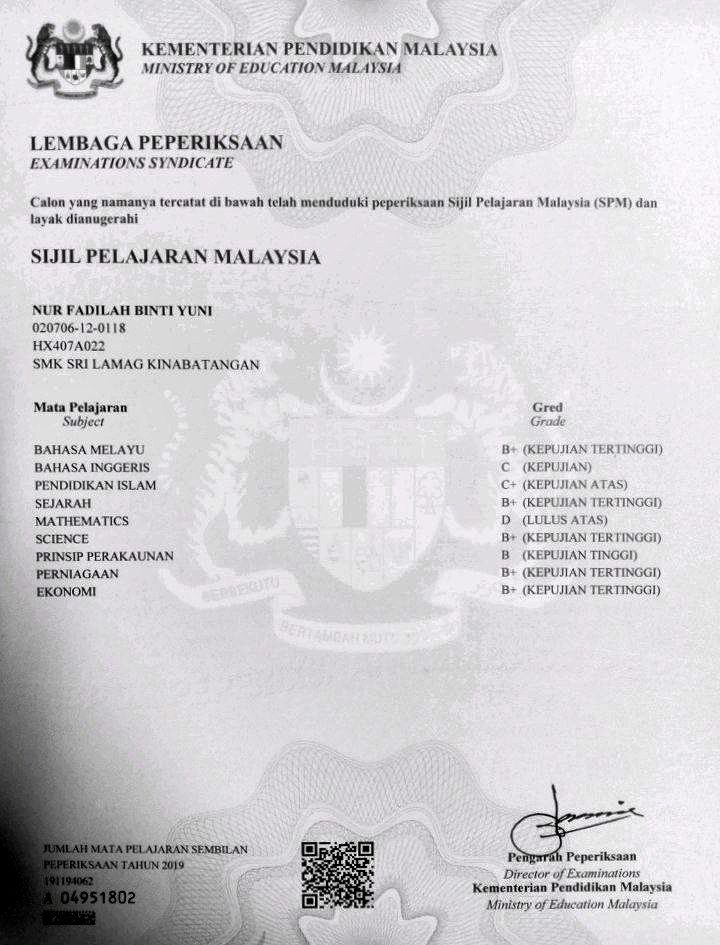 KEMENTERIAN PENDIDIKAN MALAYSIA
MINISTRY OF EDUCATION MALAYSIA
LEMBAGA PEPERIKSAAN
EXAMINATIONS SYNDICATE
Calon yang namanya tercatat di bawah telah menduduki peperiksaan Sijil Pelajaran Malaysia (SPM) dan
layak dianugerahi
SIJIL PELAJARAN MALAYSIA
NUR FADILAH BINTI YUNI
020706-12-0118
HX407A022
SMK SRI LAMAG KINABATANGAN
Mata Pelajaran Gred
Subject Grade
BAHASA MELAYU B+ (KEPUJIAN TERTINGGI)
BAHASA INGGERIS C (KEPUJIAN)
PENDIDIKAN ISLAM C+ (KEPUJIAN ATAS)
SEJARAH B+ (KEPUJIAN TERTINGGI)
MATHEMATICS D (LULUS ATAS)
SCIENCE B+ (KEPUJIAN TERTINGGI)
PRINSIP PERAKAUNAN B (KEPUJIAN TINGGI)
PERNIAGAAN B+ (KEPUJIAN TERTINGGI)
EKONOMI B+ (KEPUJIAN TERTINGGI)
BERSEKUTU
BERTAMBAH MUTU
JUMLAH MATA PELAJARAN SEMBILAN
PEPERIKSAAN TAHUN 2019
191194062
A 04951802
Pengarah Peperiksaan
Director of Examinations
Kementerian Pendidikan Malaysia
Ministry of Education Malaysia